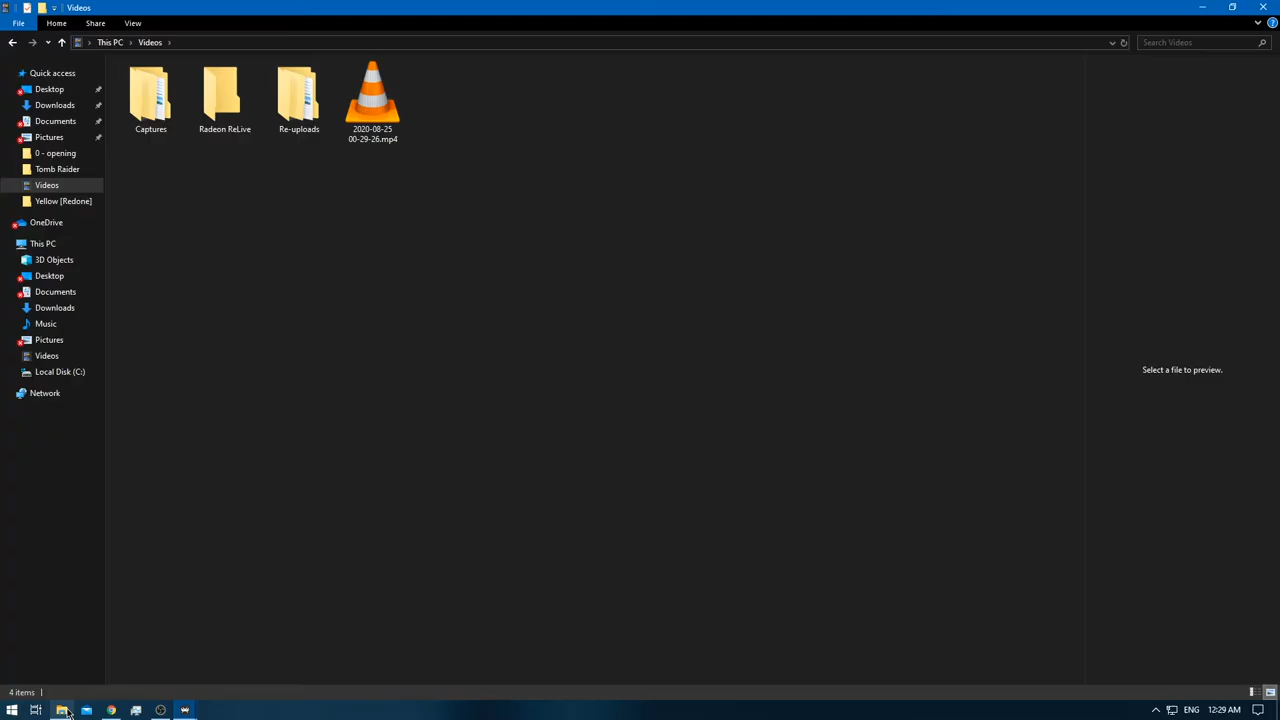 Videos
File Home Share View
This PC Videos
Search Videos
Quick access
Desktop
Downloads
Documents
Pictures
0 - opening
Tomb Raider
Videos
Yellow [Redone]
OneDrive
This PC
3D Objects
Desktop
Documents
Downloads
Music
Pictures
Videos
Local Disk (C:)
Network
Captures
Radeon ReLive
Re-uploads
2020-08-25
00-29-26.mp4
Select a file to preview.
4 items
ENG 12:29 AM